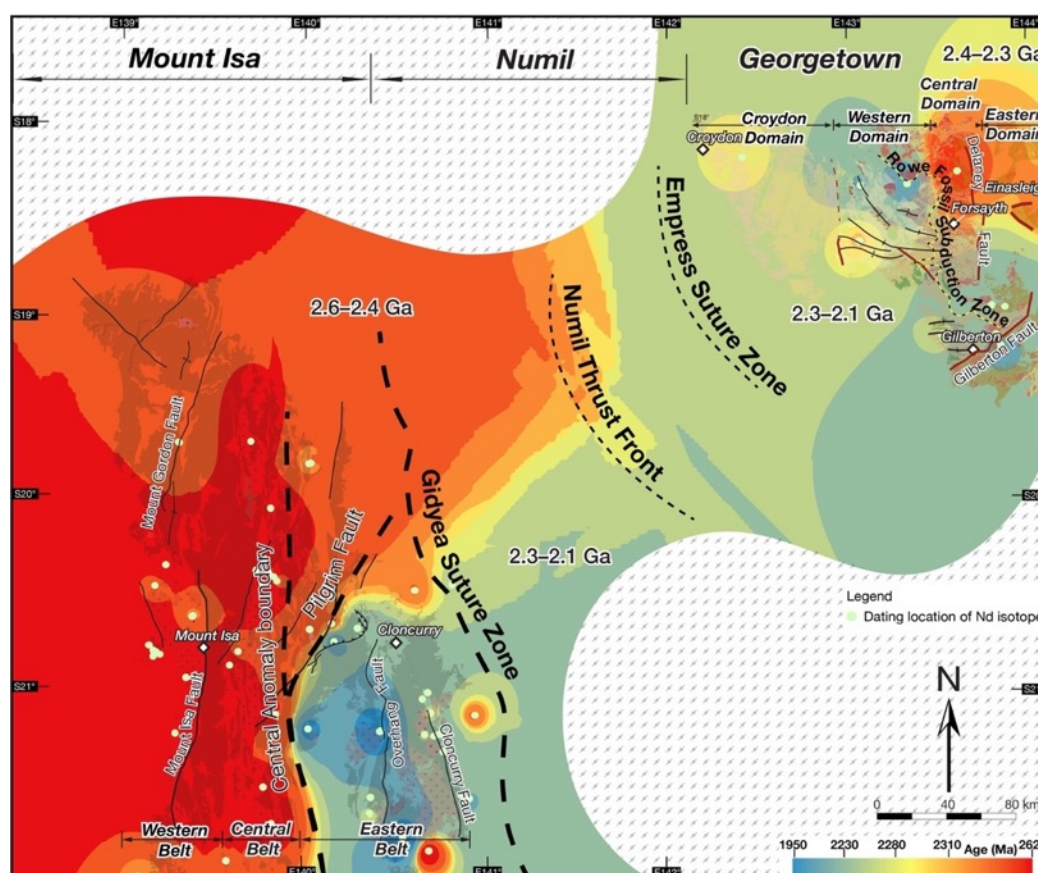 E139°
E140°
E141°
E142°
E143°
E144°
Mount Isa
Numil
Georgetown
2.4–2.3 Ga
Central
Domain
Croydon
Domain
Western
Domain
Eastern
Domain
S18°
S18°
Croydon
Delaney
Fault
Rowe Fossil Subduction Zone
Einasleig
Forsayth
Empress Suture Zone
S19°
2.6–2.4 Ga
2.3–2.1 Ga
Numil Thrust Front
Gilberton
Gilberton Fault
Mount Gordon Fault
S20°
S20
Gidyea Suture Zone
Pilgrim Fault
Central Anomaly boundary
2.3–2.1 Ga
Legend
Dating location of Nd isotope
Mount Isa
Cloncurry
N
S21°
S21
Mount Isa Fault
Overhang Fault
Cloncurry Fault
0 40 80 km
Western
Belt
Central
Belt
Eastern
Belt
Age (Ma)
1950 2230 2280 2310 262
E140°
E141°
E142°